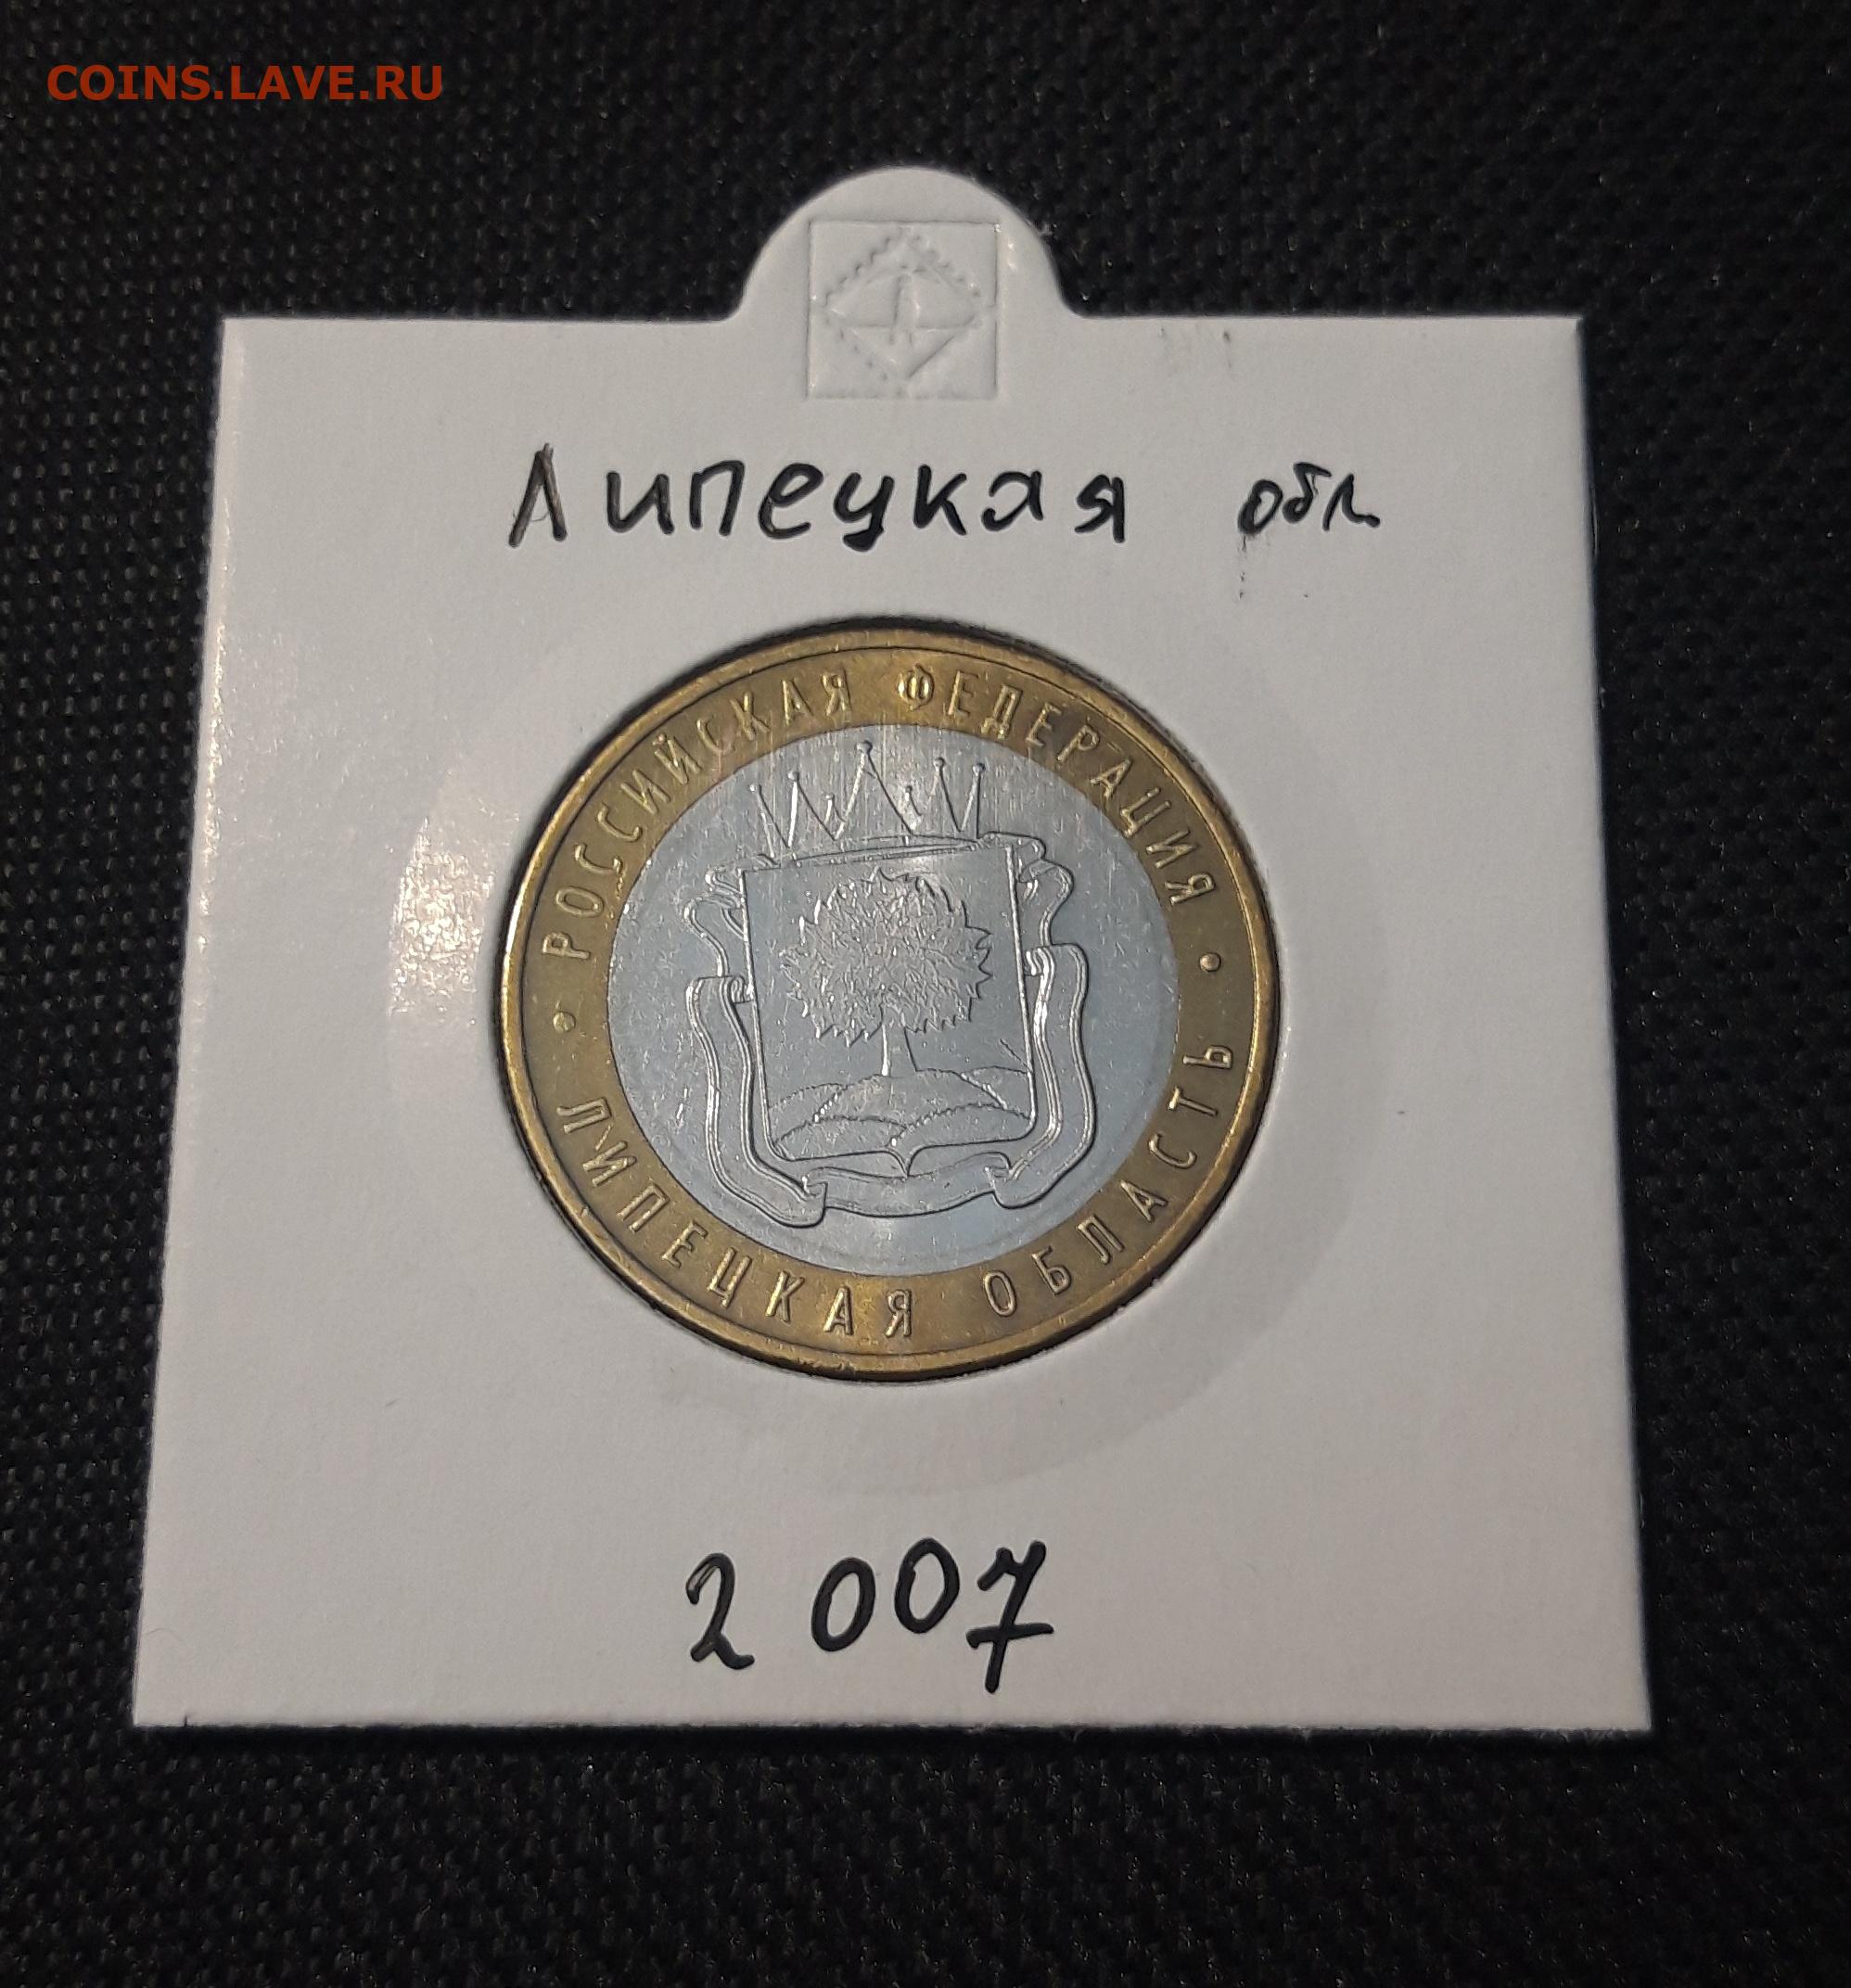 COINS.LAVE.RU
Липецкая обл.
• РОССИЙСКАЯ ФЕДЕРАЦИЯ •
ЛИПЕЦКАЯ ОБЛАСТЬ
2007